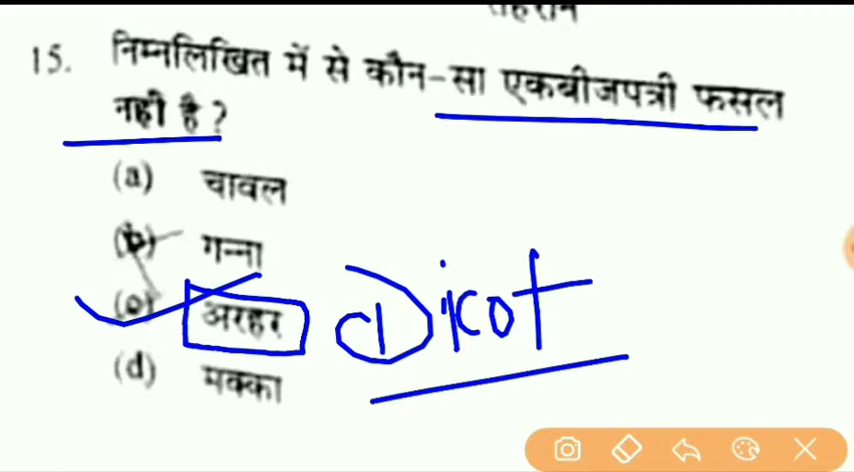 15. निम्नलिखित में से कौन-सा एकबीजपत्री फसल
नही है ?
(a) चावल
(b) गन्ना
(c) अरहर Dicot
(d) मक्का